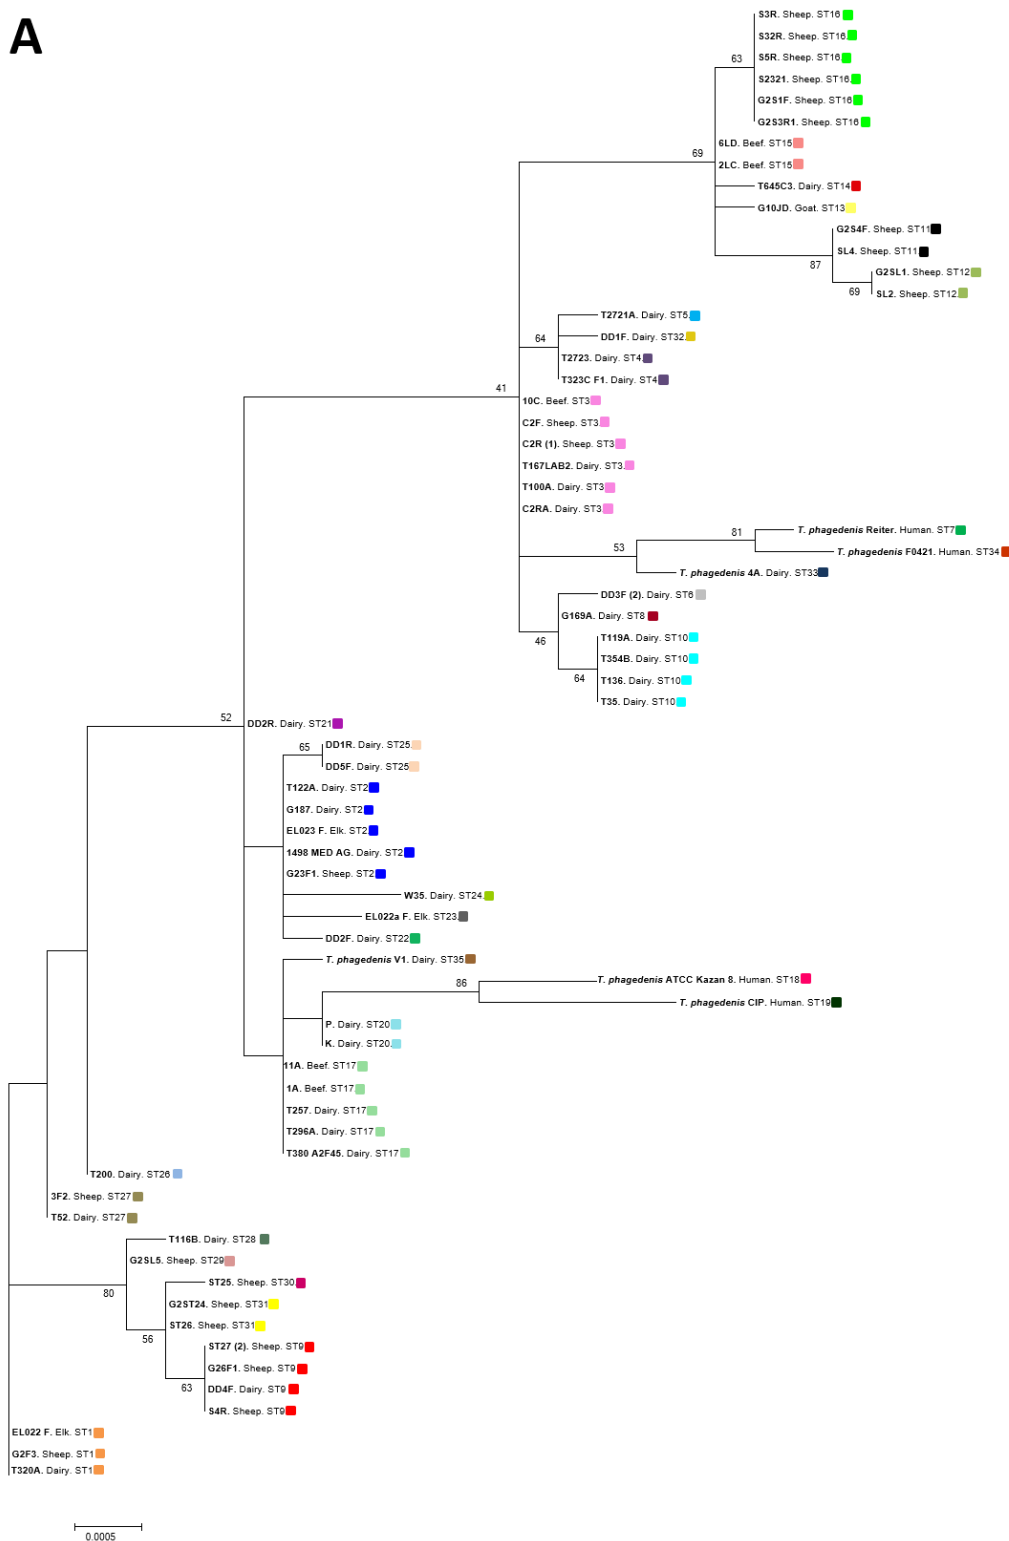 A
S3R. Sheep. ST16
S32R. Sheep. ST16.
63
S5R. Sheep. ST16
S2321. Sheep. ST16.
G2S1F. Sheep. ST16
G2S3R1. Sheep. ST16
6LD. Beef. ST15
69
2LC. Beef. ST15
T645C3. Dairy. ST14
G10JD. Goat. ST13
G2S4F. Sheep. ST11
SL4. Sheep. ST11.
87
G2SL1. Sheep. ST12
69
SL2. Sheep. ST12.
T2721A. Dairy. ST5.
DD1F. Dairy. ST32.
64
T2723. Dairy. ST4
T323C F1. Dairy. ST4
41
10C. Beef. ST3
C2F. Sheep. ST3
C2R (1). Sheep. ST3
T167LAB2. Dairy. ST3.
T100A. Dairy. ST3
C2RA. Dairy. ST3
T. phagedenis Reiter. Human. ST7
81
53
T. phagedenis F0421. Human. ST34
T. phagedenis 4A. Dairy. ST33
DD3F (2). Dairy. ST6
G169A. Dairy. ST8
46
T119A. Dairy. ST10
T354B. Dairy. ST10
64
T136. Dairy. ST10
T35. Dairy. ST10
52
DD2R. Dairy. ST21
65
DD1R. Dairy. ST25.
DD5F. Dairy. ST25
T122A. Dairy. ST2
G187. Dairy. ST2
EL023 F. Elk. ST2.
1498 MED AG. Dairy. ST2
G23F1. Sheep. ST2
W35. Dairy. ST24.
EL022a F. Elk. ST23.
DD2F. Dairy. ST22
T. phagedenis V1. Dairy. ST35
86
T. phagedenis ATCC Kazan 8. Human. ST18
T. phagedenis CIP. Human. ST19
P. Dairy. ST20
K. Dairy. ST20.
11A. Beef. ST17
1A. Beef. ST17
T257. Dairy. ST17
T296A. Dairy. ST17
T380 A2F45. Dairy. ST17
T200. Dairy. ST26
3F2. Sheep. ST27
T52. Dairy. ST27
T116B. Dairy. ST28
G2SL5. Sheep. ST29
80
ST25. Sheep. ST30
G2ST24. Sheep. ST31
ST26. Sheep. ST31
56
ST27 (2). Sheep. ST9
G26F1. Sheep. ST9
63
DD4F. Dairy. ST9
S4R. Sheep. ST9
EL022 F. Elk. ST1
G2F3. Sheep. ST1
T320A. Dairy. ST1
0.0005